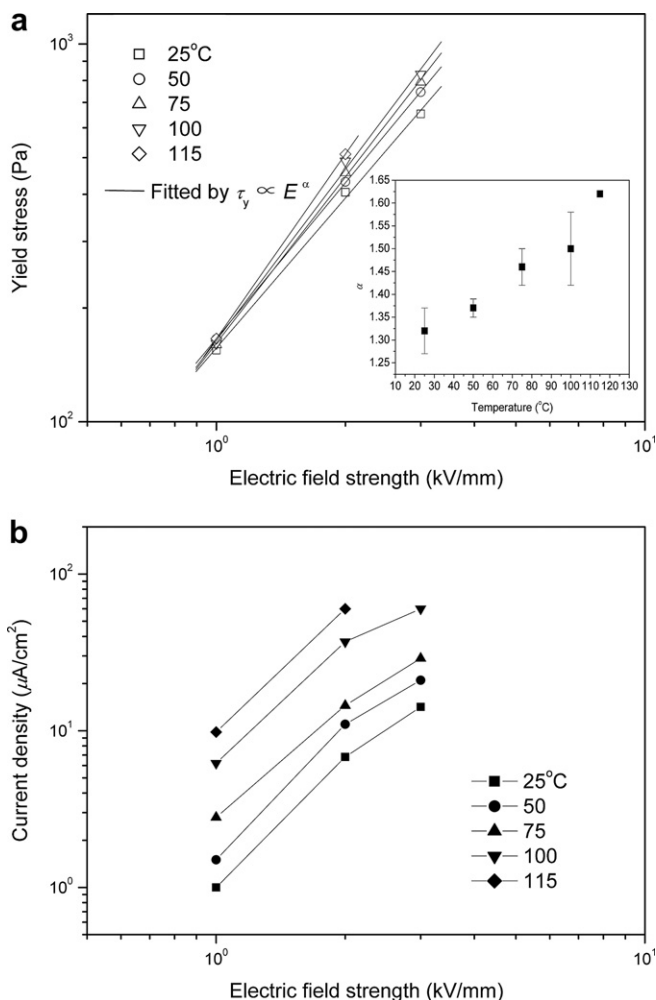 a
10³
10²
Yield stress (Pa)
25°C
50
75
100
115
Fitted by τy ∝ E^α
1.65
1.60
1.55
1.50
1.45
1.40
1.35
1.30
1.25
α
10 20 30 40 50 60 70 80 90 100 110 120 130
Temperature (°C)
10⁰
10¹
Electric field strength (kV/mm)
b
10²
10¹
10⁰
Current density (μA/cm²)
25°C
50
75
100
115
10⁰
10¹
Electric field strength (kV/mm)